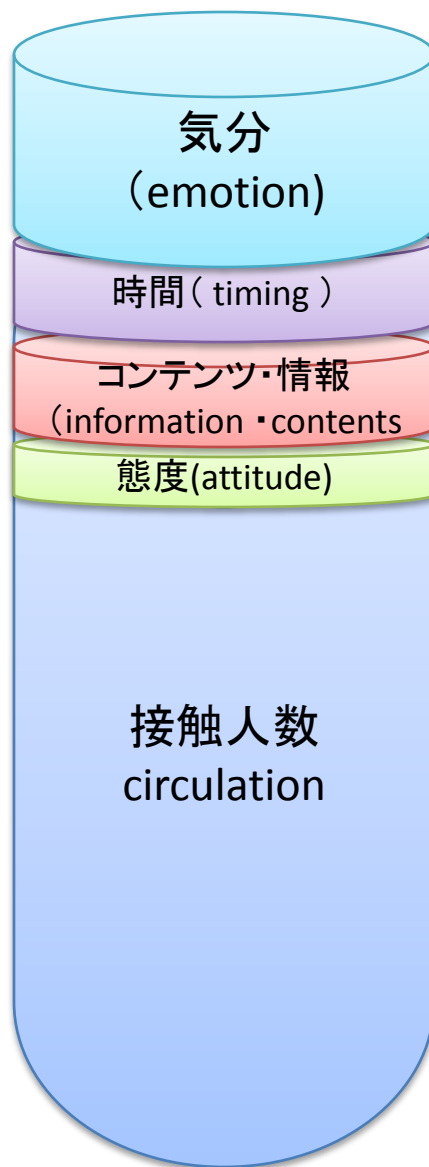 気分
（emotion)
時間（ timing ）
コンテンツ・情報
（information ・contents
態度(attitude)
接触人数
circulation